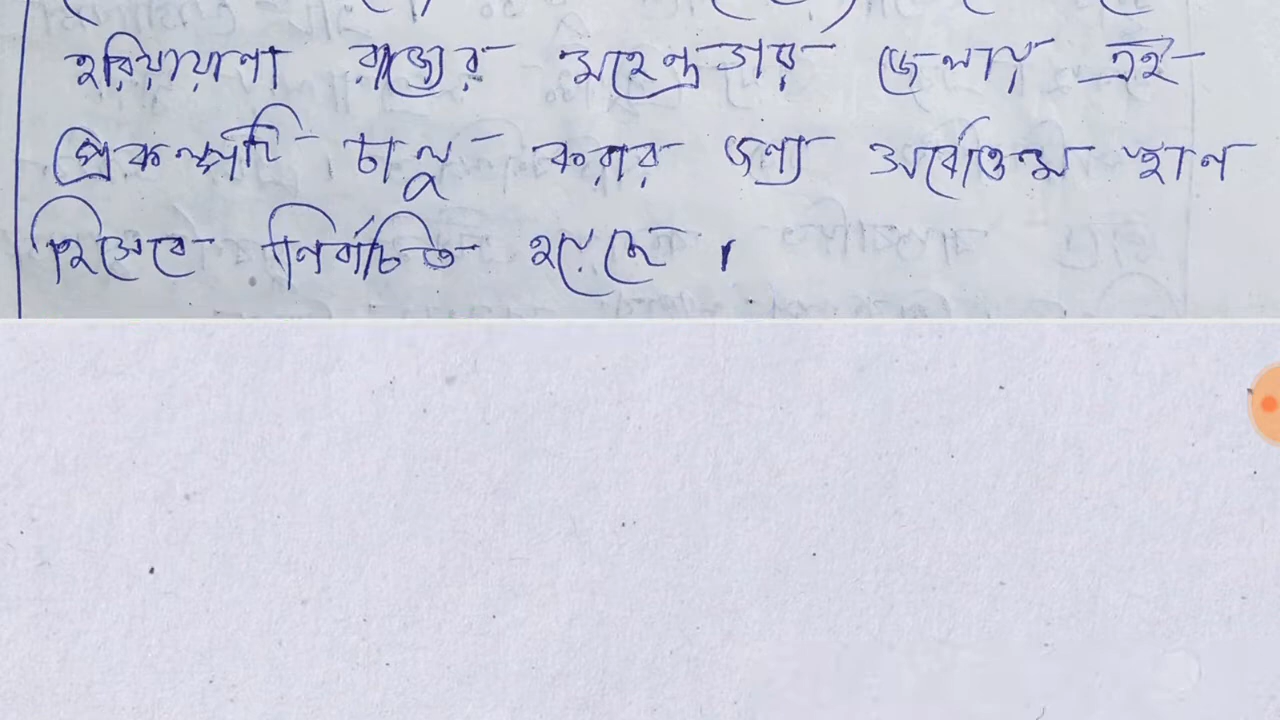 হরিয়ায়ানা রাজ্যের মহেন্দ্রগড় জেলায় এই
প্রকল্পটি চালু করার জন্য সর্বোত্তম স্থান
হিসেবে নির্বাচিত হয়েছে ।